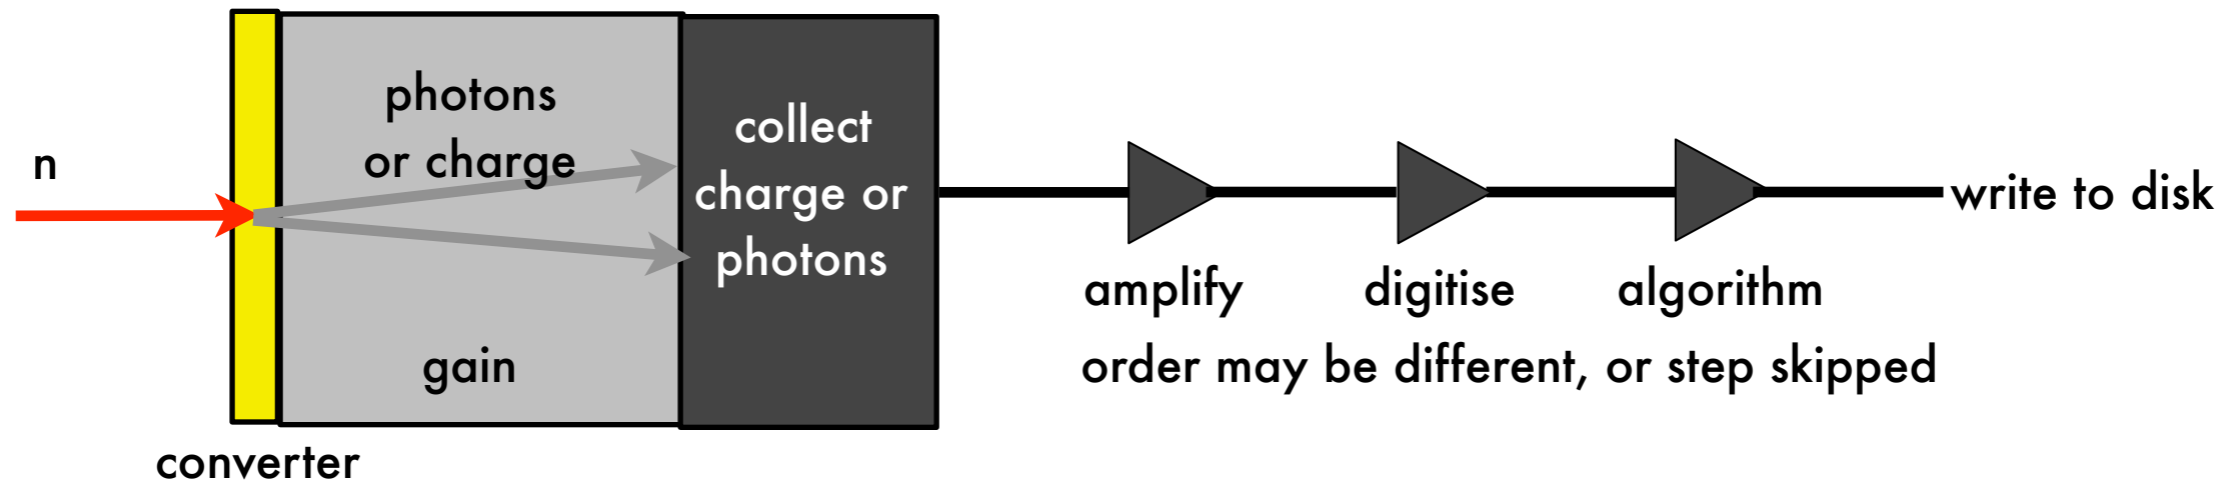 n
photons
or charge
gain
converter
collect
charge or
photons
amplify
digitise
algorithm
order may be different, or step skipped
write to disk